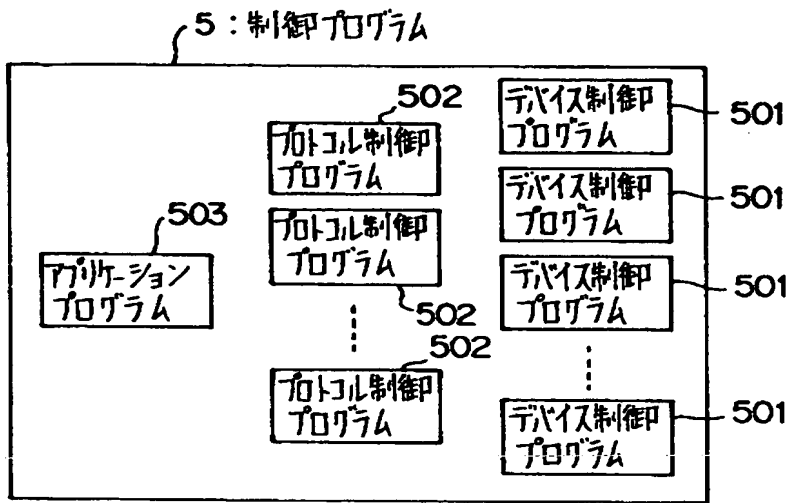 5：制御プログラム
502
プロトコル制御
プログラム
プロトコル制御
プログラム
502
502
プロトコル制御
プログラム
503
アプリケーション
プログラム
デバイス制御
プログラム
501
デバイス制御
プログラム
501
デバイス制御
プログラム
501
デバイス制御
プログラム
501